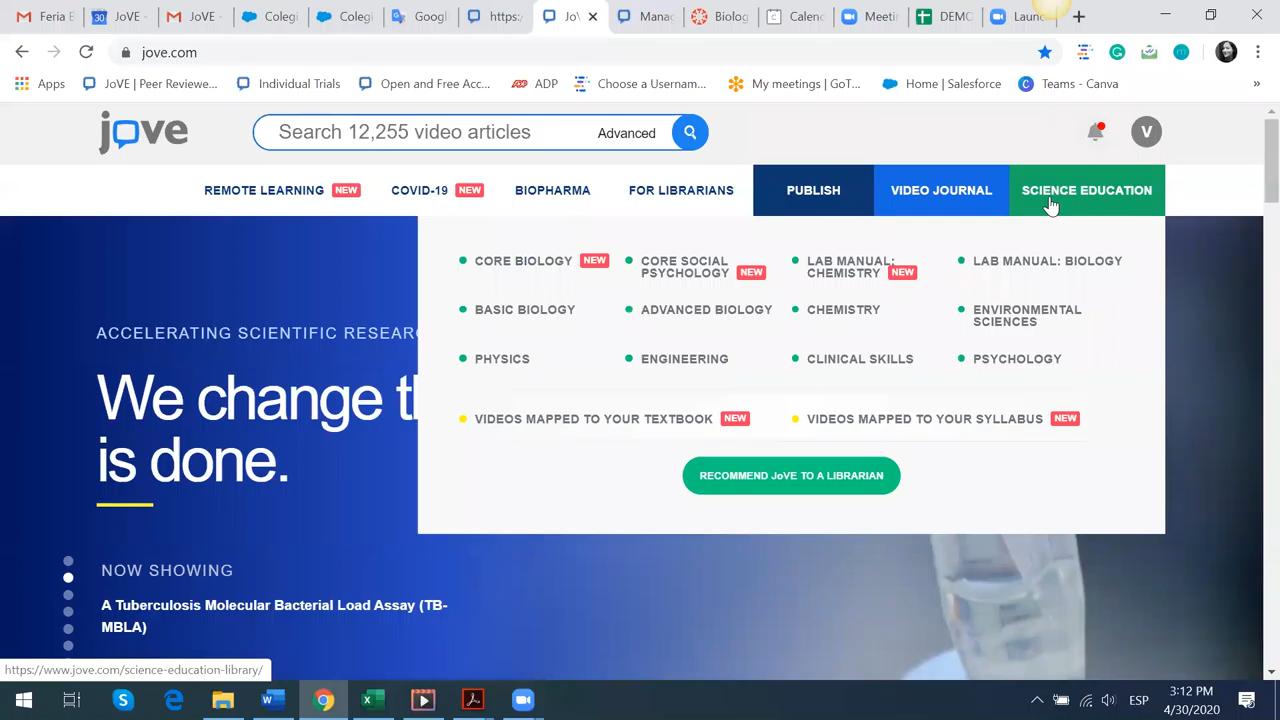 Feria E
JoVE -
JoVE -
Colegi
Colegi
Googl
https:/
JoV
Manag
Biolog
Calend
Meetin
DEMO
Launc
jove.com
Apps
JoVE | Peer Reviewe...
Individual Trials
Open and Free Acc...
ADP
Choose a Usernam...
My meetings | GoT...
Home | Salesforce
Teams - Canva
»
jove
Search 12,255 video articles
Advanced
V
REMOTE LEARNING NEW
COVID-19 NEW
BIOPHARMA
FOR LIBRARIANS
PUBLISH
VIDEO JOURNAL
SCIENCE EDUCATION
CORE BIOLOGY NEW
CORE SOCIAL
PSYCHOLOGY NEW
LAB MANUAL:
CHEMISTRY NEW
LAB MANUAL: BIOLOGY
BASIC BIOLOGY
ADVANCED BIOLOGY
CHEMISTRY
ENVIRONMENTAL
SCIENCES
PHYSICS
ENGINEERING
CLINICAL SKILLS
PSYCHOLOGY
VIDEOS MAPPED TO YOUR TEXTBOOK NEW
VIDEOS MAPPED TO YOUR SYLLABUS NEW
RECOMMEND JoVE TO A LIBRARIAN
ACCELERATING SCIENTIFIC RESEARC
We change th
is done.
NOW SHOWING
A Tuberculosis Molecular Bacterial Load Assay (TB-
MBLA)
https://www.jove.com/science-education-library/
ESP
3:12 PM
4/30/2020